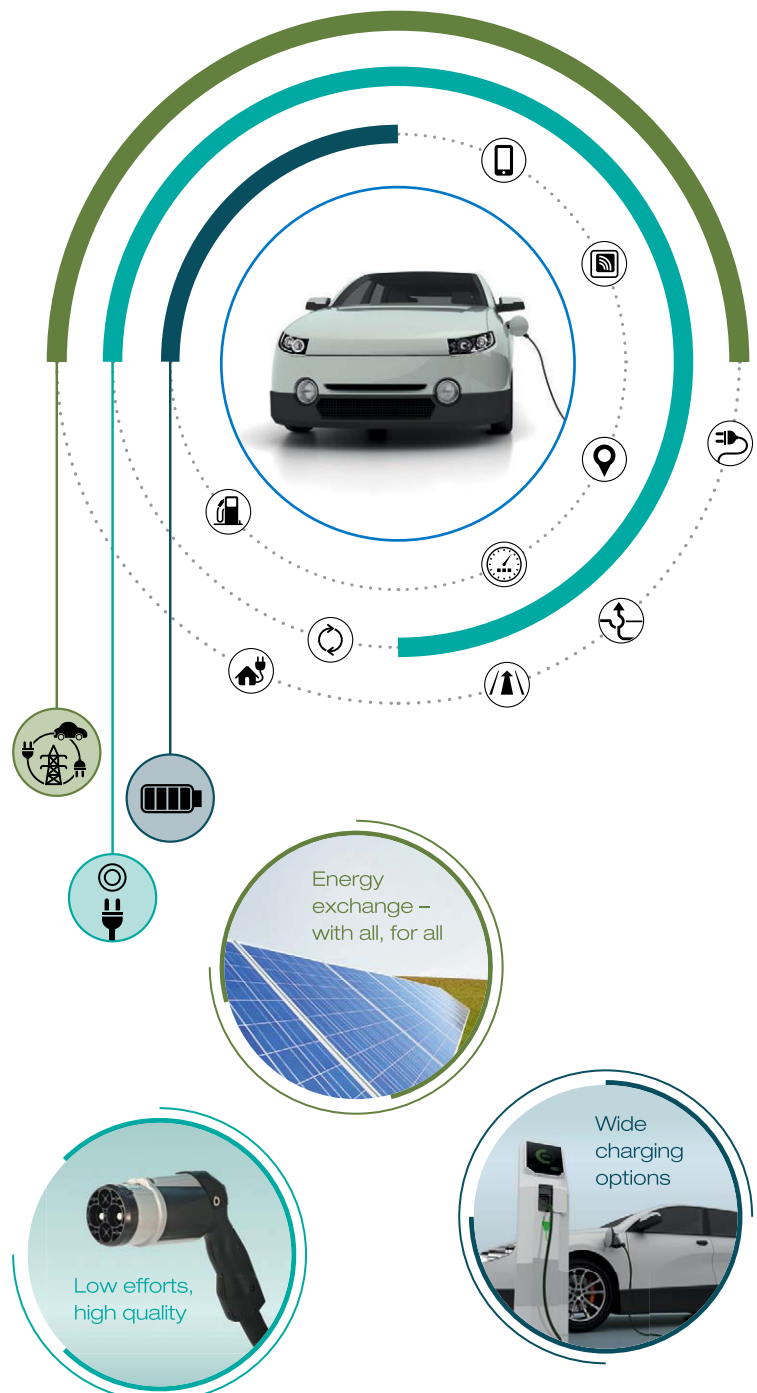 Energy
exchange –
with all, for all
Wide
charging
options
Low efforts,
high quality